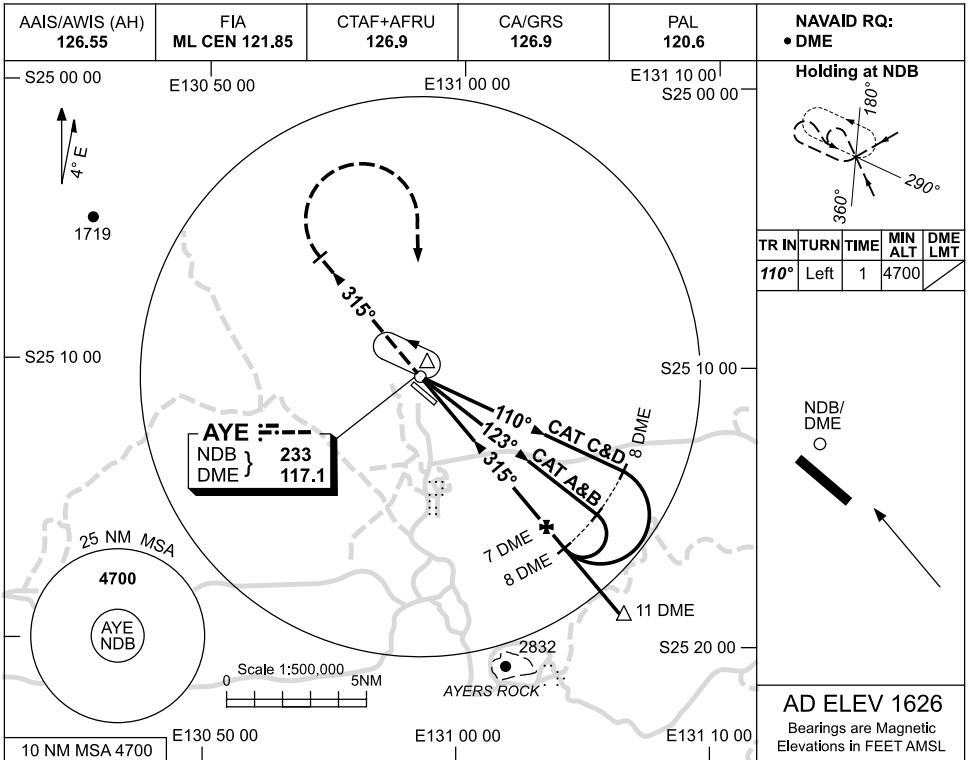 AAIS/AWIS (AH)
126.55
FIA
ML CEN 121.85
CTAF+AFRU
126.9
CA/GRS
126.9
PAL
120.6
NAVAID RQ:
• DME
S25 00 00
E130 50 00
E131 00 00
E131 10 00
S25 00 00
4° E
1719
Holding at NDB
180°
290°
360°
TR IN TURN TIME MIN ALT DME LMT
110° Left 1 4700
315°
S25 10 00
S25 10 00
110° CAT C&D 8 DME
123° CAT A&B
315°
AYE
NDB } 233
DME 117.1
7 DME
8 DME
11 DME
NDB/
DME
25 NM MSA
4700
AYE
NDB
Scale 1:500,000
0 5NM
2832
AYERS ROCK
S25 20 00
E130 50 00
E131 00 00
E131 10 00
10 NM MSA 4700
AD ELEV 1626
Bearings are Magnetic
Elevations in FEET AMSL